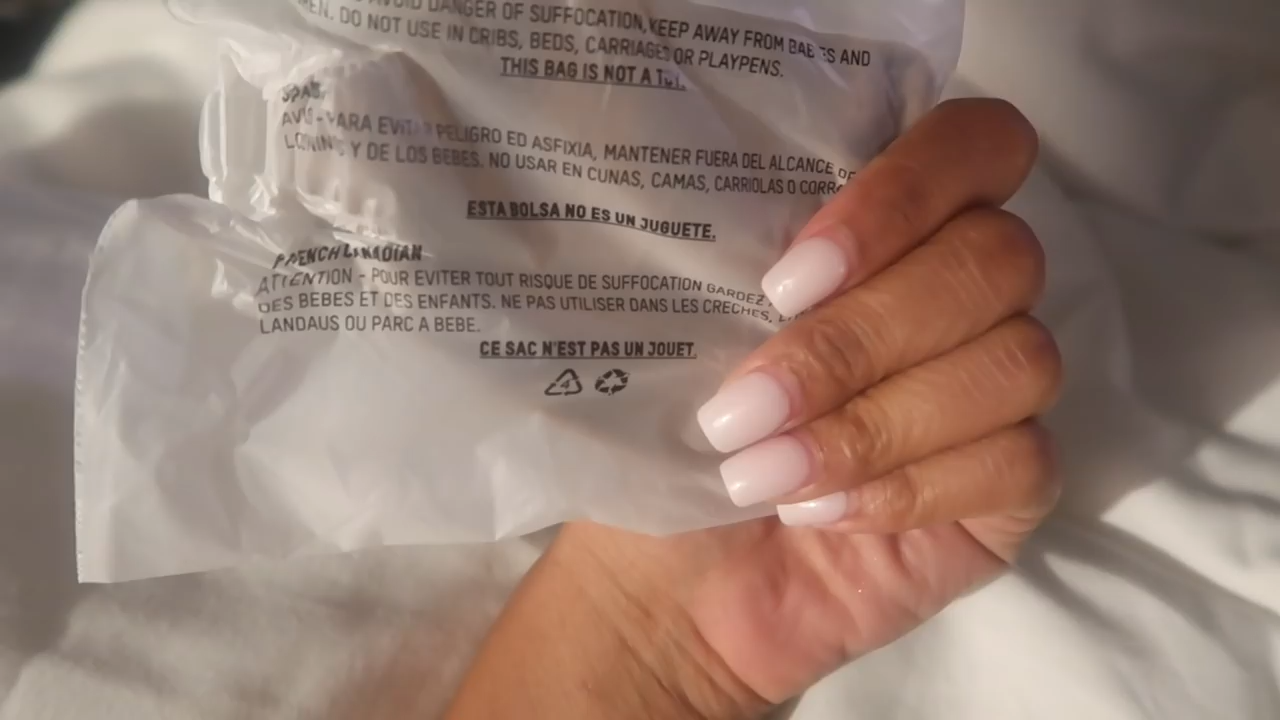 AVOID DANGER OF SUFFOCATION, KEEP AWAY FROM BABIES AND
DO NOT USE IN CRIBS, BEDS, CARRIAGES OR PLAYPENS.
THIS BAG IS NOT A TOY.
PELIGRO ED ASFIXIA, MANTENER FUERA DEL ALCANCE DE
Y DE LOS BEBES. NO USAR EN CUNAS, CAMAS, CARRIOLAS O
ESTA BOLSA NO ES UN JUGUETE.
FRENCH CANADIAN
ATTENTION - POUR EVITER TOUT RISQUE DE SUFFOCATION GARDEZ
DES BEBES ET DES ENFANTS. NE PAS UTILISER DANS LES CRECHES,
LANDAUS OU PARC A BEBE.
CE SAC N'EST PAS UN JOUET.
4